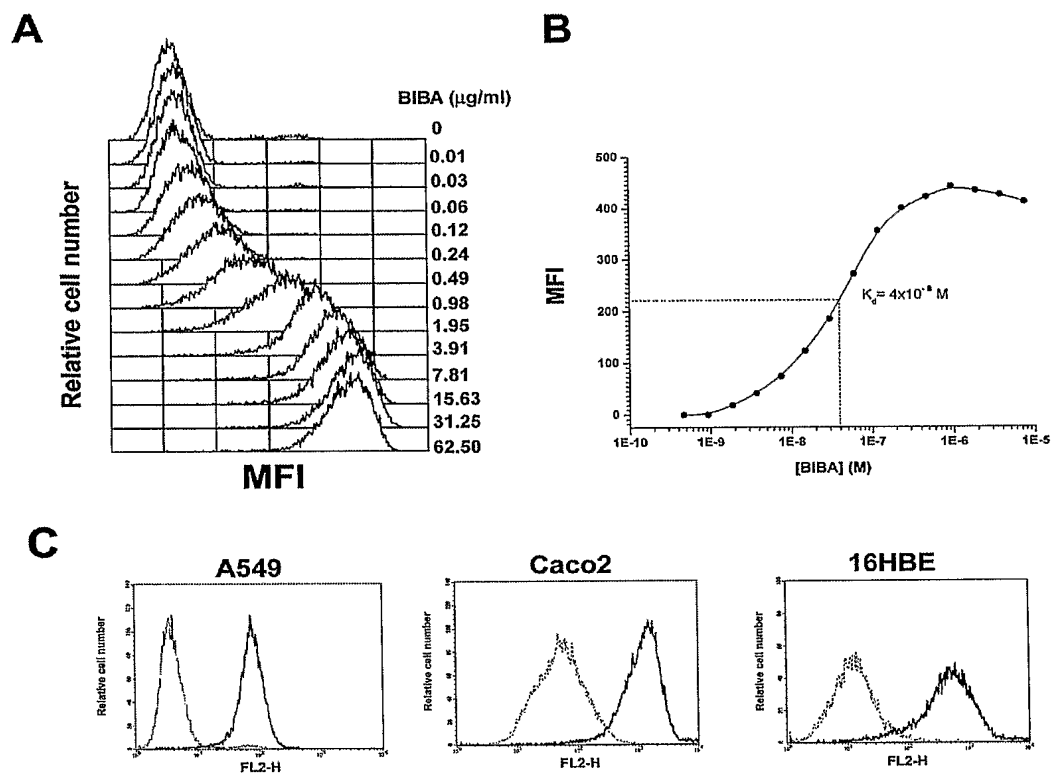 A
BIBA (µg/ml)
0
0.01
0.03
0.06
0.12
0.24
0.49
0.98
1.95
3.91
7.81
15.63
31.25
62.50
Relative cell number
MFI
B
500
400
300
200
100
0
MFI
Kd= 4x10⁻⁸ M
1E-10 1E-9 1E-8 1E-7 1E-6 1E-5
[BIBA] (M)
C
A549
Relative cell number
FL2-H
Caco2
Relative cell number
FL2-H
16HBE
Relative cell number
FL2-H